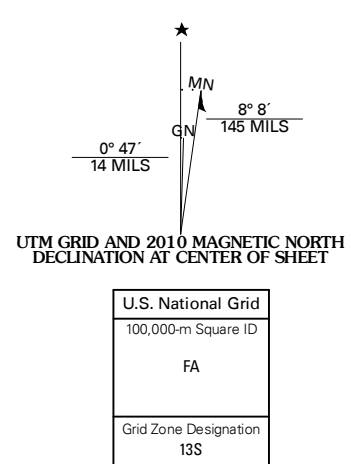 MN
8° 8´
145 MILS
GN
0° 47´
14 MILS
UTM GRID AND 2010 MAGNETIC NORTH
DECLINATION AT CENTER OF SHEET
U.S. National Grid
100,000-m Square ID
FA
Grid Zone Designation
13S